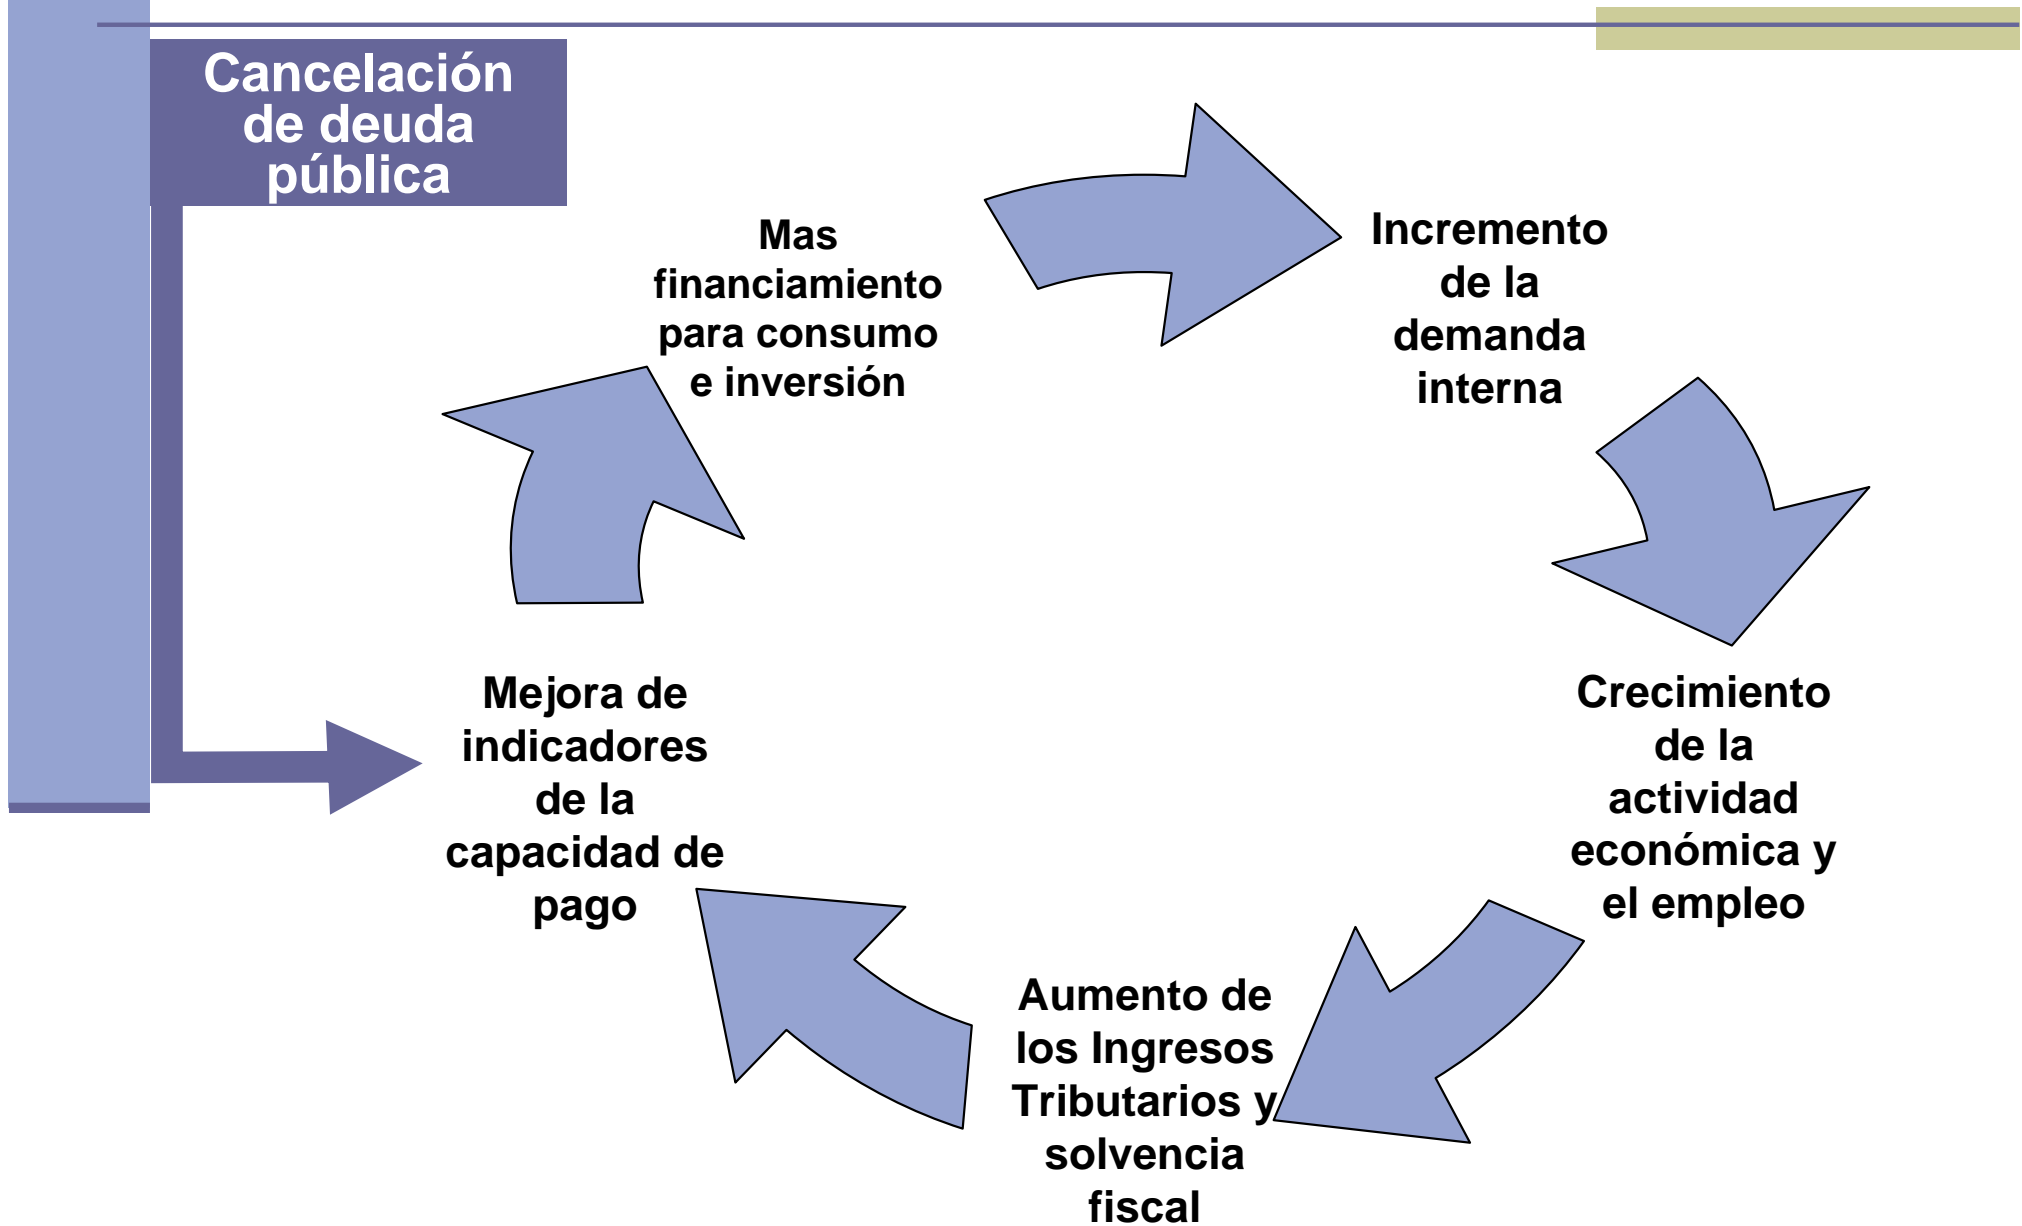 Cancelación
de deuda
pública
Mas
financiamiento
para consumo
e inversión
Incremento
de la
demanda
interna
Crecimiento
de la
actividad
económica y
el empleo
Aumento de
los Ingresos
Tributarios y
solvencia
fiscal
Mejora de
indicadores
de la
capacidad de
pago